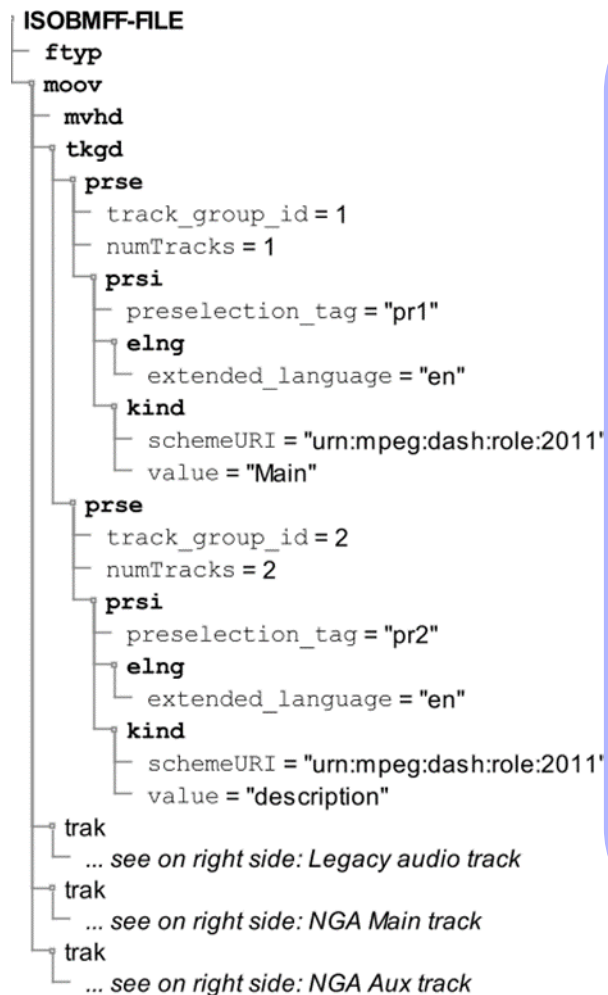 ISOBMFF-FILE
ftyp
moov
mvhd
tkgd
prse
track_group_id = 1
numTracks = 1
prsi
preselection_tag = "pr1"
elng
extended_language = "en"
kind
schemeURI = "urn:mpeg:dash:role:2011"
value = "Main"
prse
track_group_id = 2
numTracks = 2
prsi
preselection_tag = "pr2"
elng
extended_language = "en"
kind
schemeURI = "urn:mpeg:dash:role:2011"
value = "description"
trak
... see on right side: Legacy audio track
trak
... see on right side: NGA Main track
trak
... see on right side: NGA Aux track